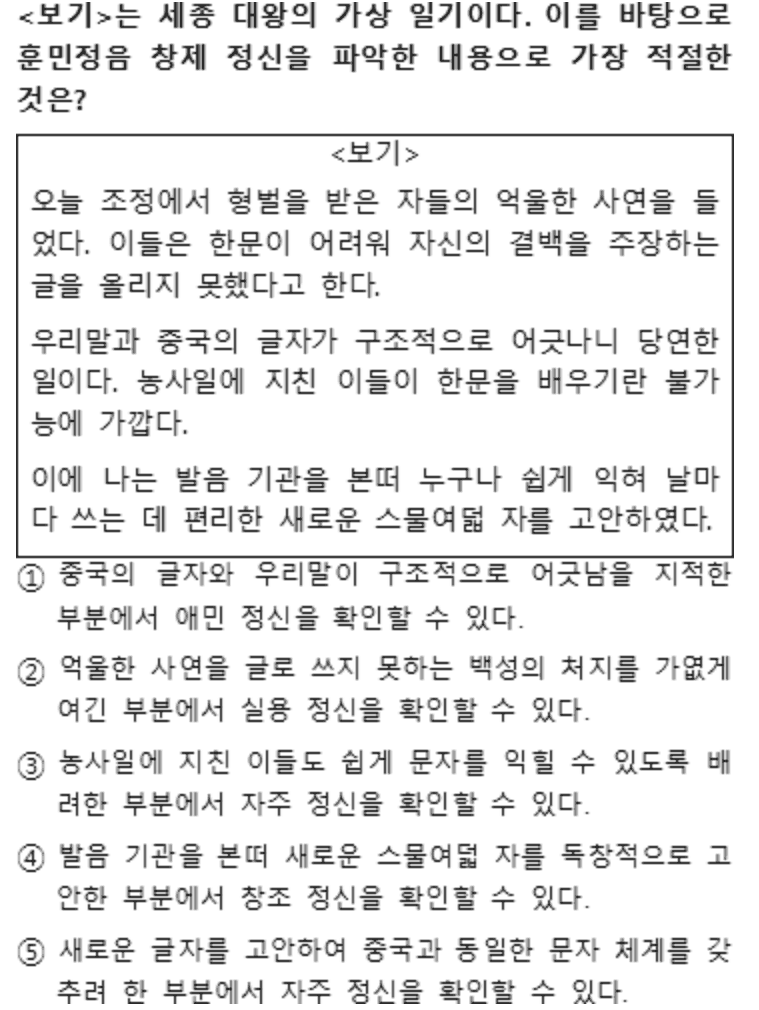 <보기>는 세종 대왕의 가상 일기이다. 이를 바탕으로
훈민정음 창제 정신을 파악한 내용으로 가장 적절한
것은?
<보기>
오늘 조정에서 형벌을 받은 자들의 억울한 사연을 들
었다. 이들은 한문이 어려워 자신의 결백을 주장하는
글을 올리지 못했다고 한다.
우리말과 중국의 글자가 구조적으로 어긋나니 당연한
일이다. 농사일에 지친 이들이 한문을 배우기란 불가
능에 가깝다.
이에 나는 발음 기관을 본떠 누구나 쉽게 익혀 날마
다 쓰는 데 편리한 새로운 스물여덟 자를 고안하였다.
① 중국의 글자와 우리말이 구조적으로 어긋남을 지적한
부분에서 애민 정신을 확인할 수 있다.
② 억울한 사연을 글로 쓰지 못하는 백성의 처지를 가엾게
여긴 부분에서 실용 정신을 확인할 수 있다.
③ 농사일에 지친 이들도 쉽게 문자를 익힐 수 있도록 배
려한 부분에서 자주 정신을 확인할 수 있다.
④ 발음 기관을 본떠 새로운 스물여덟 자를 독창적으로 고
안한 부분에서 창조 정신을 확인할 수 있다.
⑤ 새로운 글자를 고안하여 중국과 동일한 문자 체계를 갖
추려 한 부분에서 자주 정신을 확인할 수 있다.